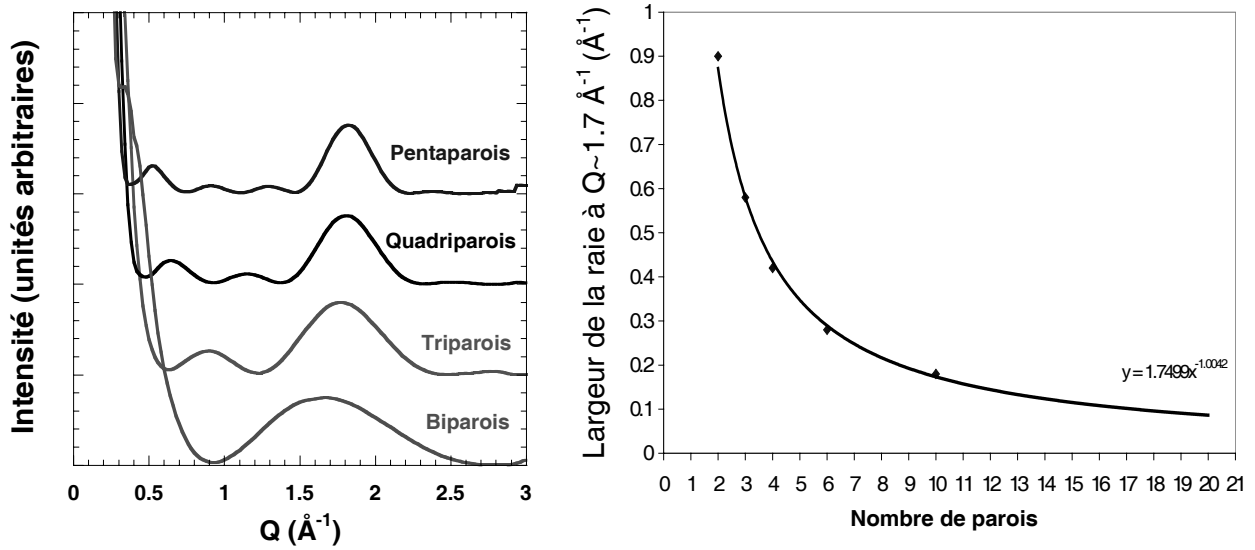 Intensité (unités arbitraires)
Pentaparois
Quadriparois
Triparois
Biparois
0 0.5 1 1.5 2 2.5 3
Q (Å⁻¹)
Largeur de la raie à Q~1.7 Å⁻¹ (Å⁻¹)
1
0.9
0.8
0.7
0.6
0.5
0.4
0.3
0.2
0.1
0
y = 1.7499x^-1.0042
0 1 2 3 4 5 6 7 8 9 10 11 12 13 14 15 16 17 18 19 20 21
Nombre de parois